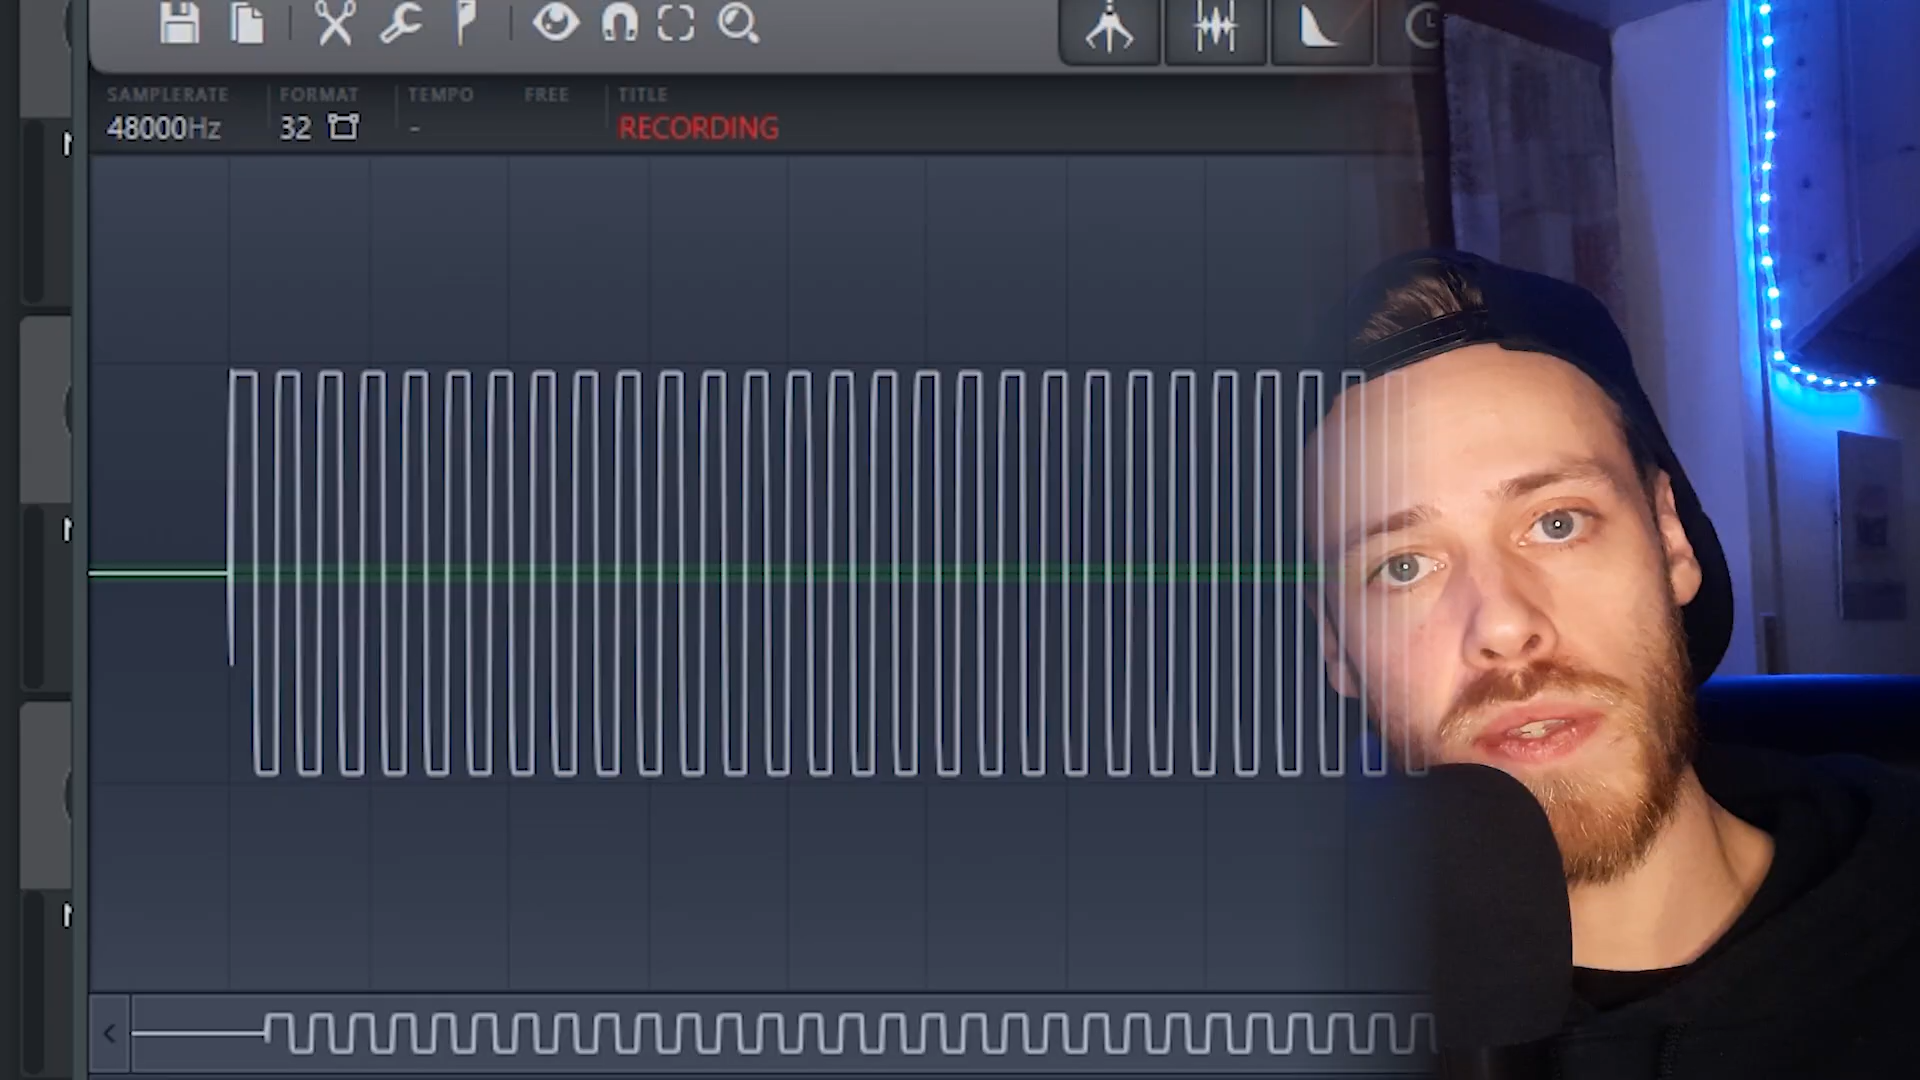 SAMPLERATE FORMAT TEMPO FREE TITLE
48000Hz 32 - RECORDING